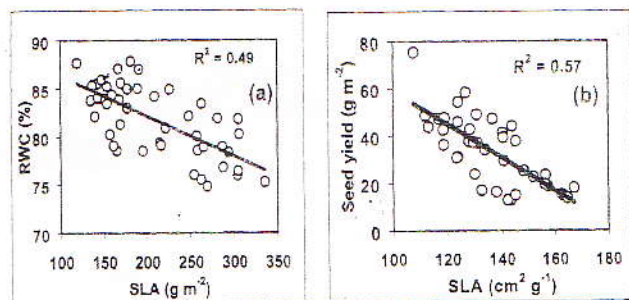 90
85
80
75
70
RWC (%)
R² = 0.49
(a)
100 150 200 250 300 350
SLA (g m⁻²)
80
60
40
20
0
Seed yield (g m⁻²)
R² = 0.57
(b)
100 120 140 160 180
SLA (cm² g⁻¹)